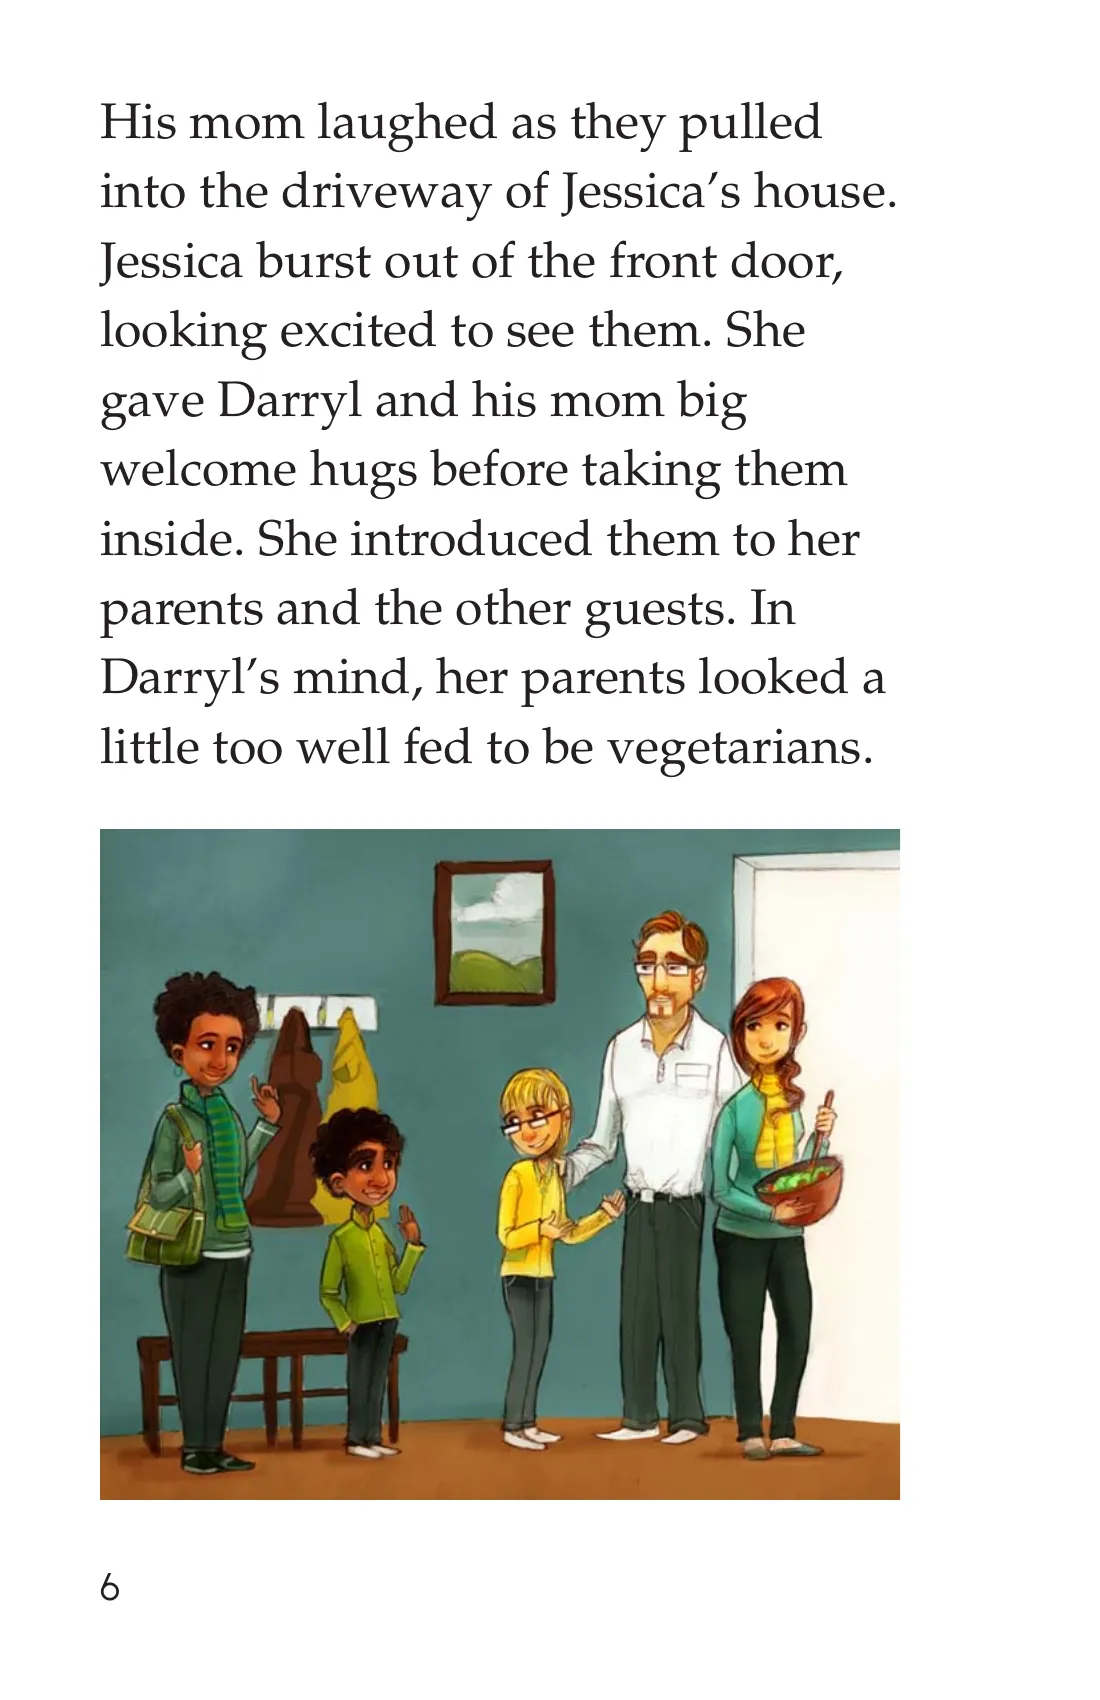 His mom laughed as they pulled
into the driveway of Jessica’s house.
Jessica burst out of the front door,
looking excited to see them. She
gave Darryl and his mom big
welcome hugs before taking them
inside. She introduced them to her
parents and the other guests. In
Darryl’s mind, her parents looked a
little too well fed to be vegetarians.
6